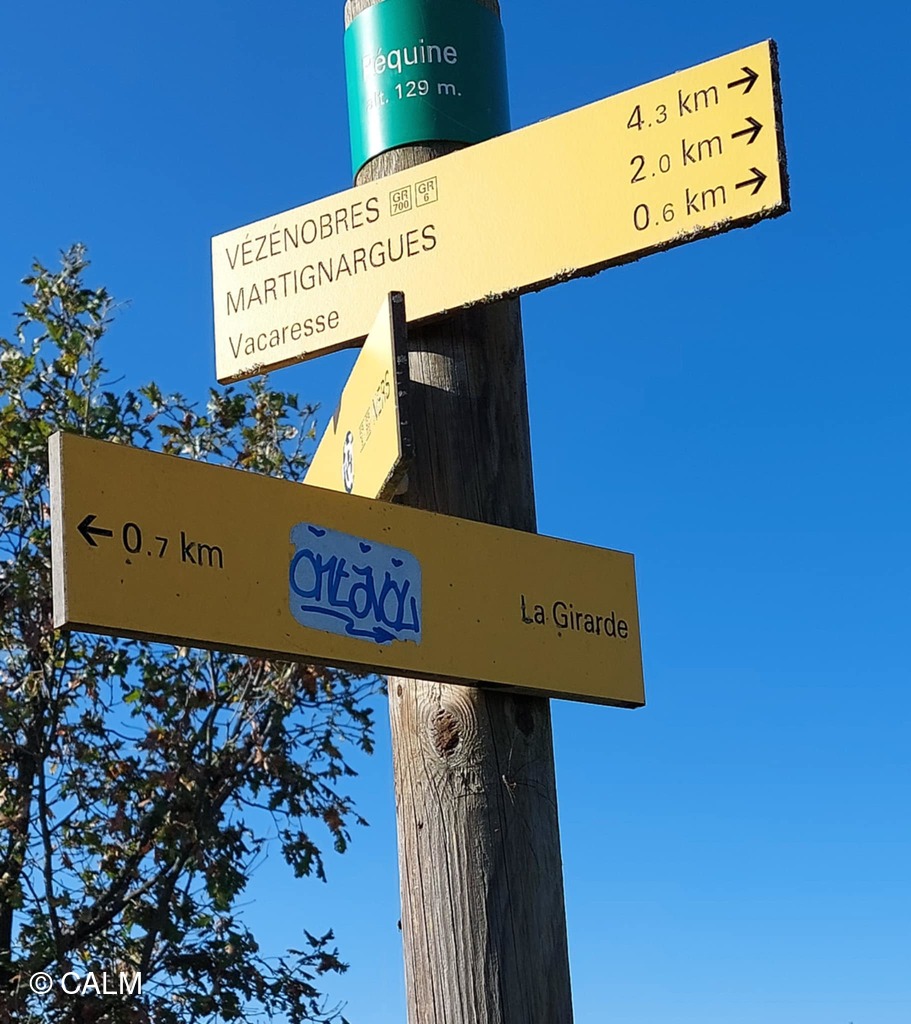 alt. 129 m.
VÉZÉNOBRES GR 700 GR 6 4.3 km →
MARTIGNARGUES 2.0 km →
Vacaresse 0.6 km →
← 0.7 km La Girarde
© CALM